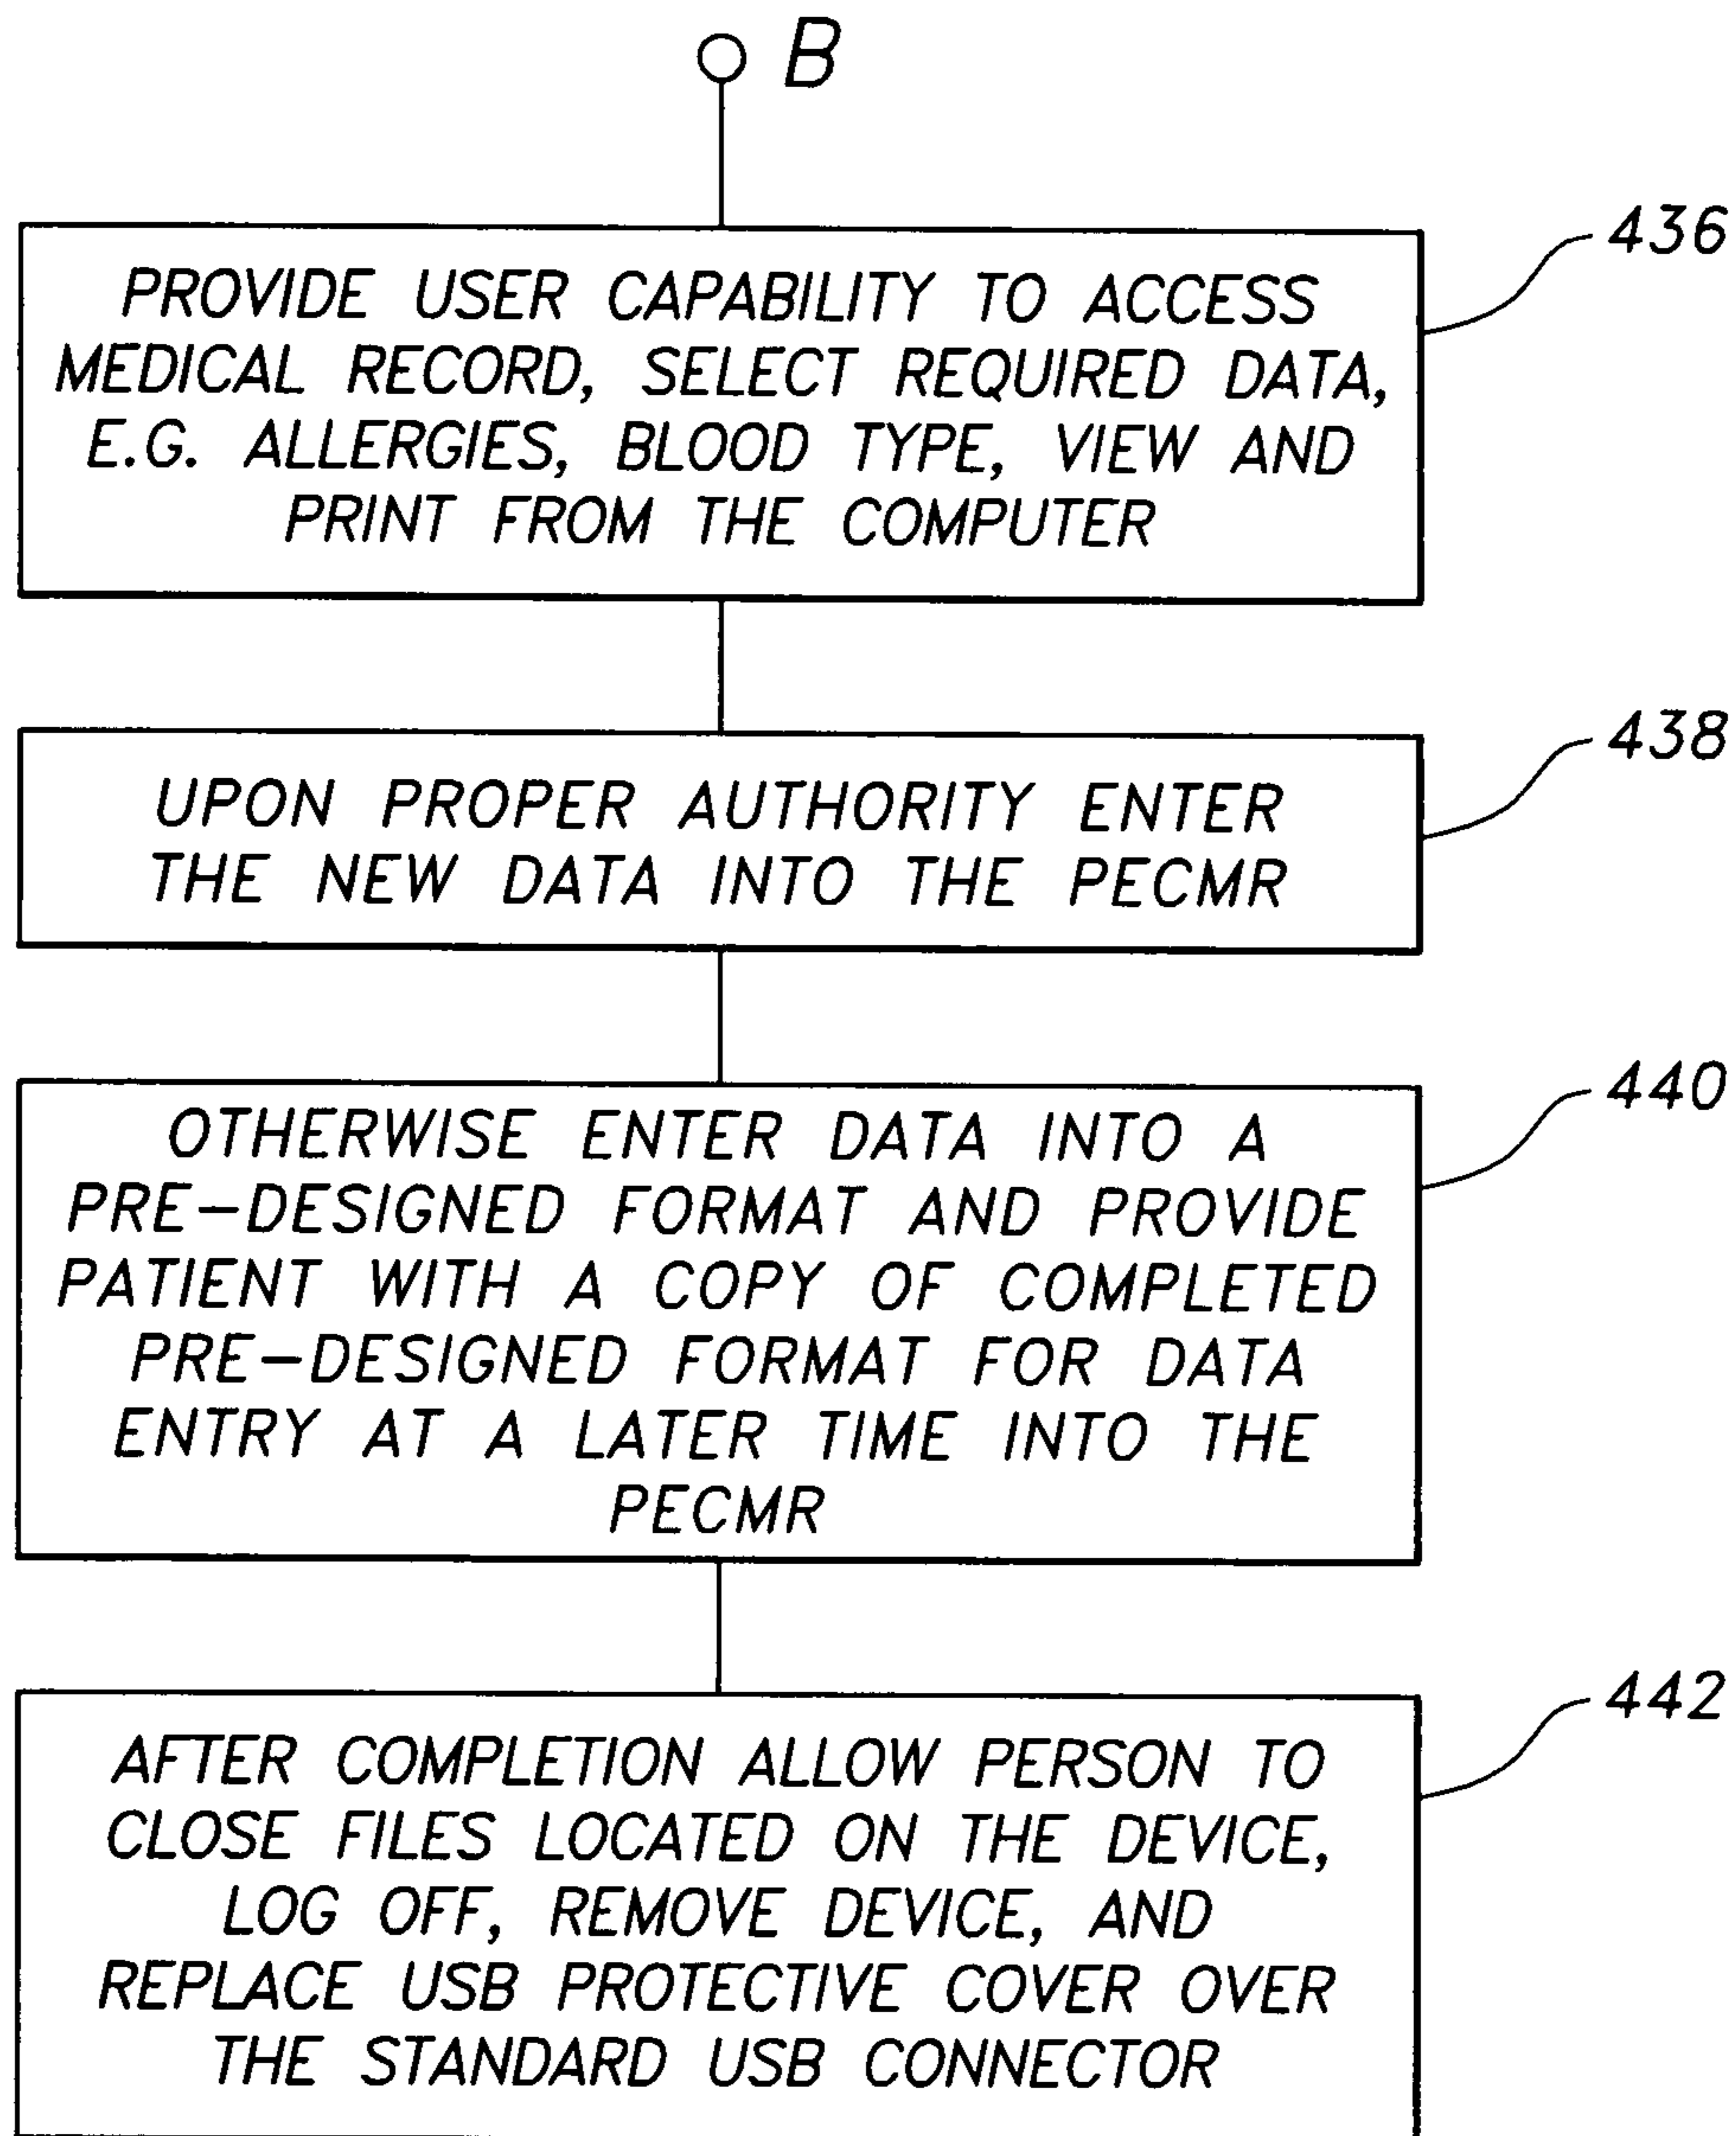 B
436
PROVIDE USER CAPABILITY TO ACCESS
MEDICAL RECORD, SELECT REQUIRED DATA,
E.G. ALLERGIES, BLOOD TYPE, VIEW AND
PRINT FROM THE COMPUTER
438
UPON PROPER AUTHORITY ENTER
THE NEW DATA INTO THE PECMR
440
OTHERWISE ENTER DATA INTO A
PRE-DESIGNED FORMAT AND PROVIDE
PATIENT WITH A COPY OF COMPLETED
PRE-DESIGNED FORMAT FOR DATA
ENTRY AT A LATER TIME INTO THE
PECMR
442
AFTER COMPLETION ALLOW PERSON TO
CLOSE FILES LOCATED ON THE DEVICE,
LOG OFF, REMOVE DEVICE, AND
REPLACE USB PROTECTIVE COVER OVER
THE STANDARD USB CONNECTOR